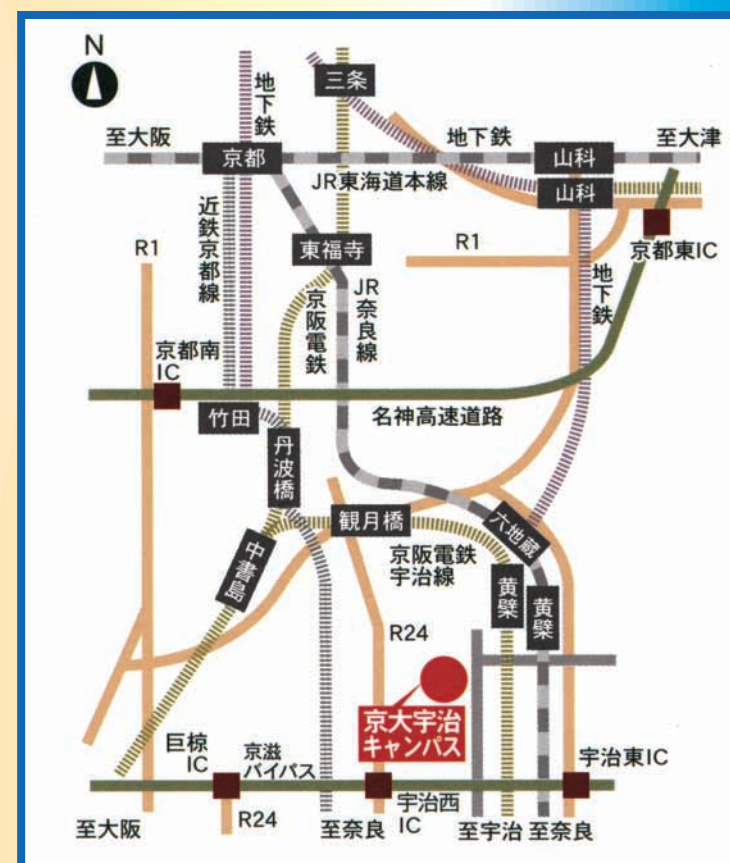 N
三条
地下鉄
至大阪
京都
地下鉄
山科
至大津
JR東海道本線
山科
近鉄京都線
東福寺
R1
R1
京都東IC
京阪電鉄
JR奈良線
地下鉄
京都南
IC
竹田
名神高速道路
丹波橋
観月橋
六地蔵
中書島
京阪電鉄
宇治線
黄檗
黄檗
R24
京大宇治
キャンパス
巨椋
IC
京滋
バイパス
宇治東IC
宇治西
IC
至大阪
R24
至奈良
至宇治
至奈良